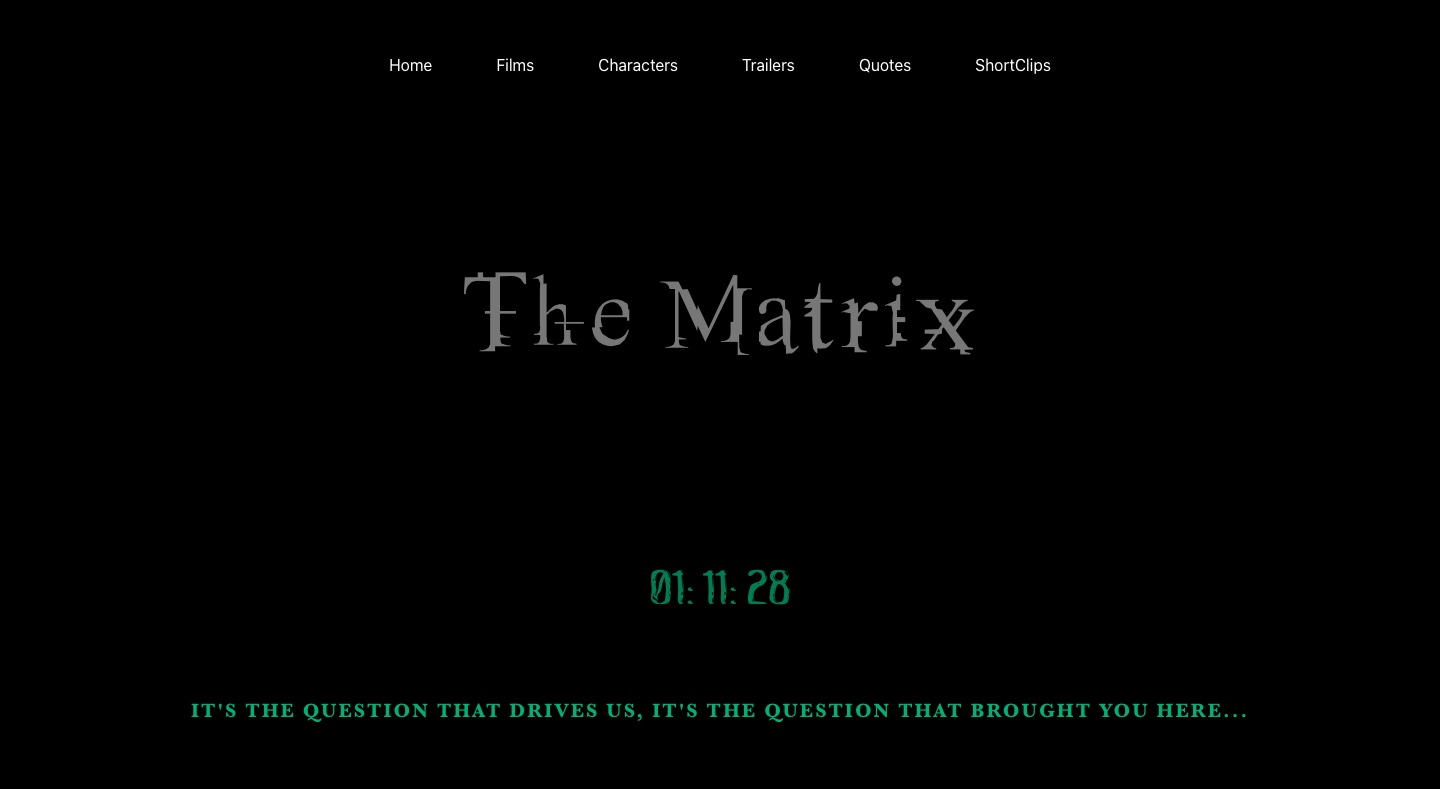 Home Films Characters Trailers Quotes ShortClips
The Matrix
01: 11: 28
IT'S THE QUESTION THAT DRIVES US, IT'S THE QUESTION THAT BROUGHT YOU HERE...